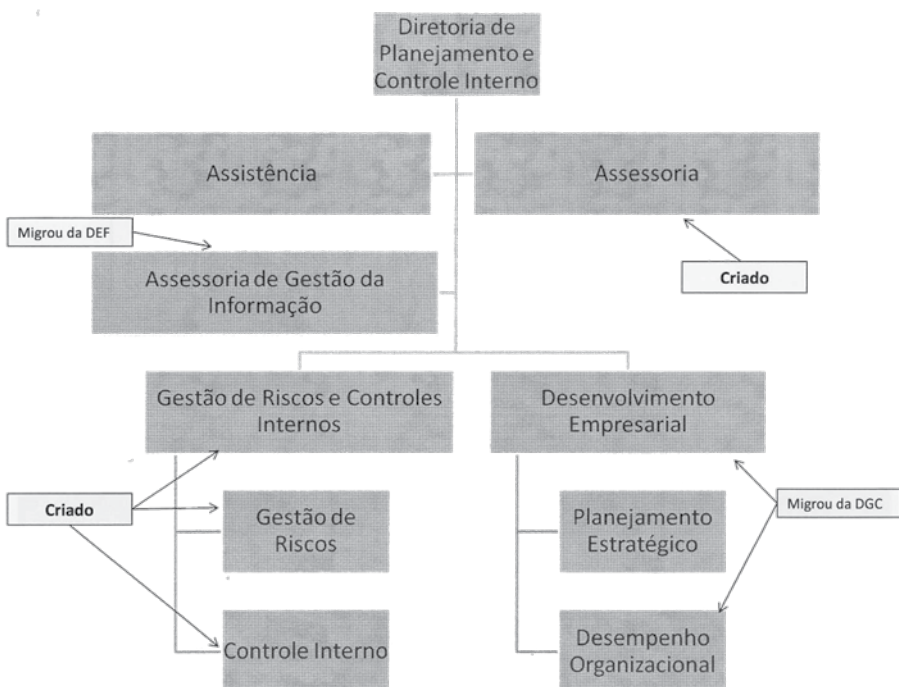 Diretoria de
Planejamento e
Controle Interno
Assistência
Assessoria
Migrou da DEF
Assessoria de Gestão da
Informação
Criado
Gestão de Riscos e Controles
Internos
Desenvolvimento
Empresarial
Criado
Gestão de
Riscos
Planejamento
Estratégico
Migrou da DGC
Controle Interno
Desempenho
Organizacional